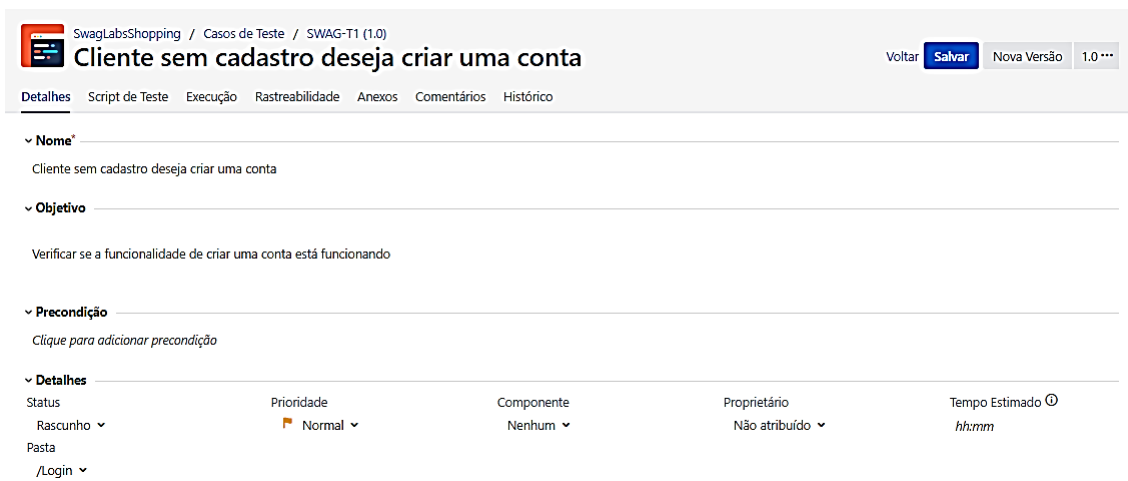 SwagLabsShopping / Casos de Teste / SWAG-T1 (1.0)
Cliente sem cadastro deseja criar uma conta
Voltar Salvar Nova Versão 1.0 ...
Detalhes Script de Teste Execução Rastreabilidade Anexos Comentários Histórico
Nome*
Cliente sem cadastro deseja criar uma conta
Objetivo
Verificar se a funcionalidade de criar uma conta está funcionando
Precondição
Clique para adicionar precondição
Detalhes
Status Prioridade Componente Proprietário Tempo Estimado
Rascunho Normal Nenhum Não atribuído hh:mm
Pasta
/Login